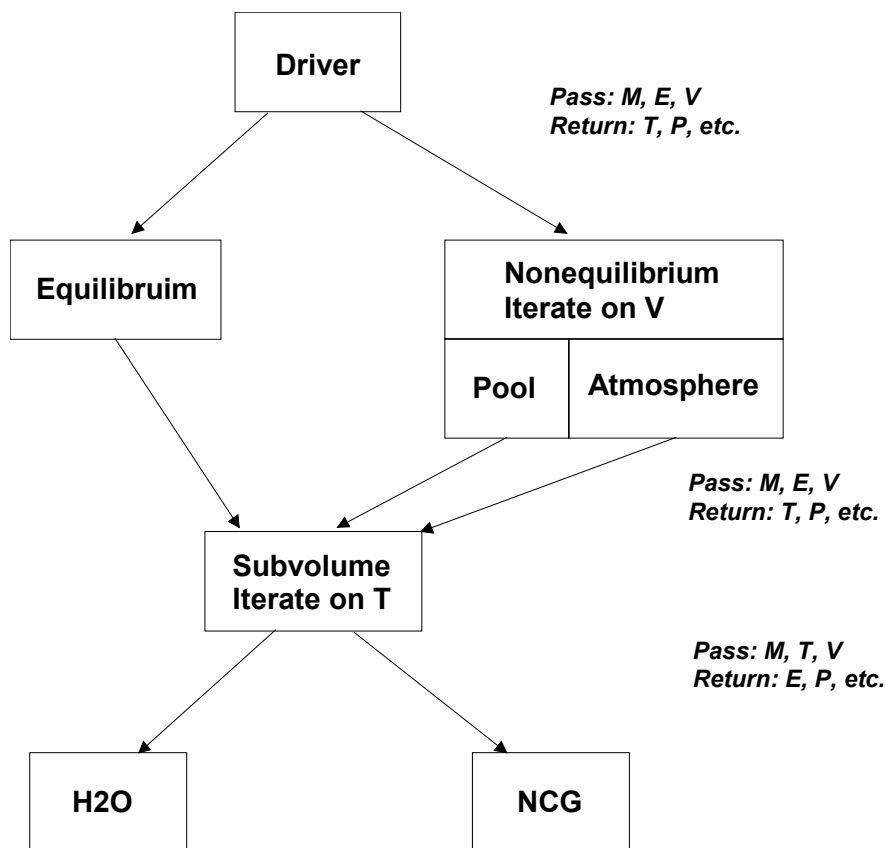 Driver
Pass: M, E, V
Return: T, P, etc.
Equilibruim
Nonequilibrium
Iterate on V
Pool
Atmosphere
Pass: M, E, V
Return: T, P, etc.
Subvolume
Iterate on T
Pass: M, T, V
Return: E, P, etc.
H2O
NCG